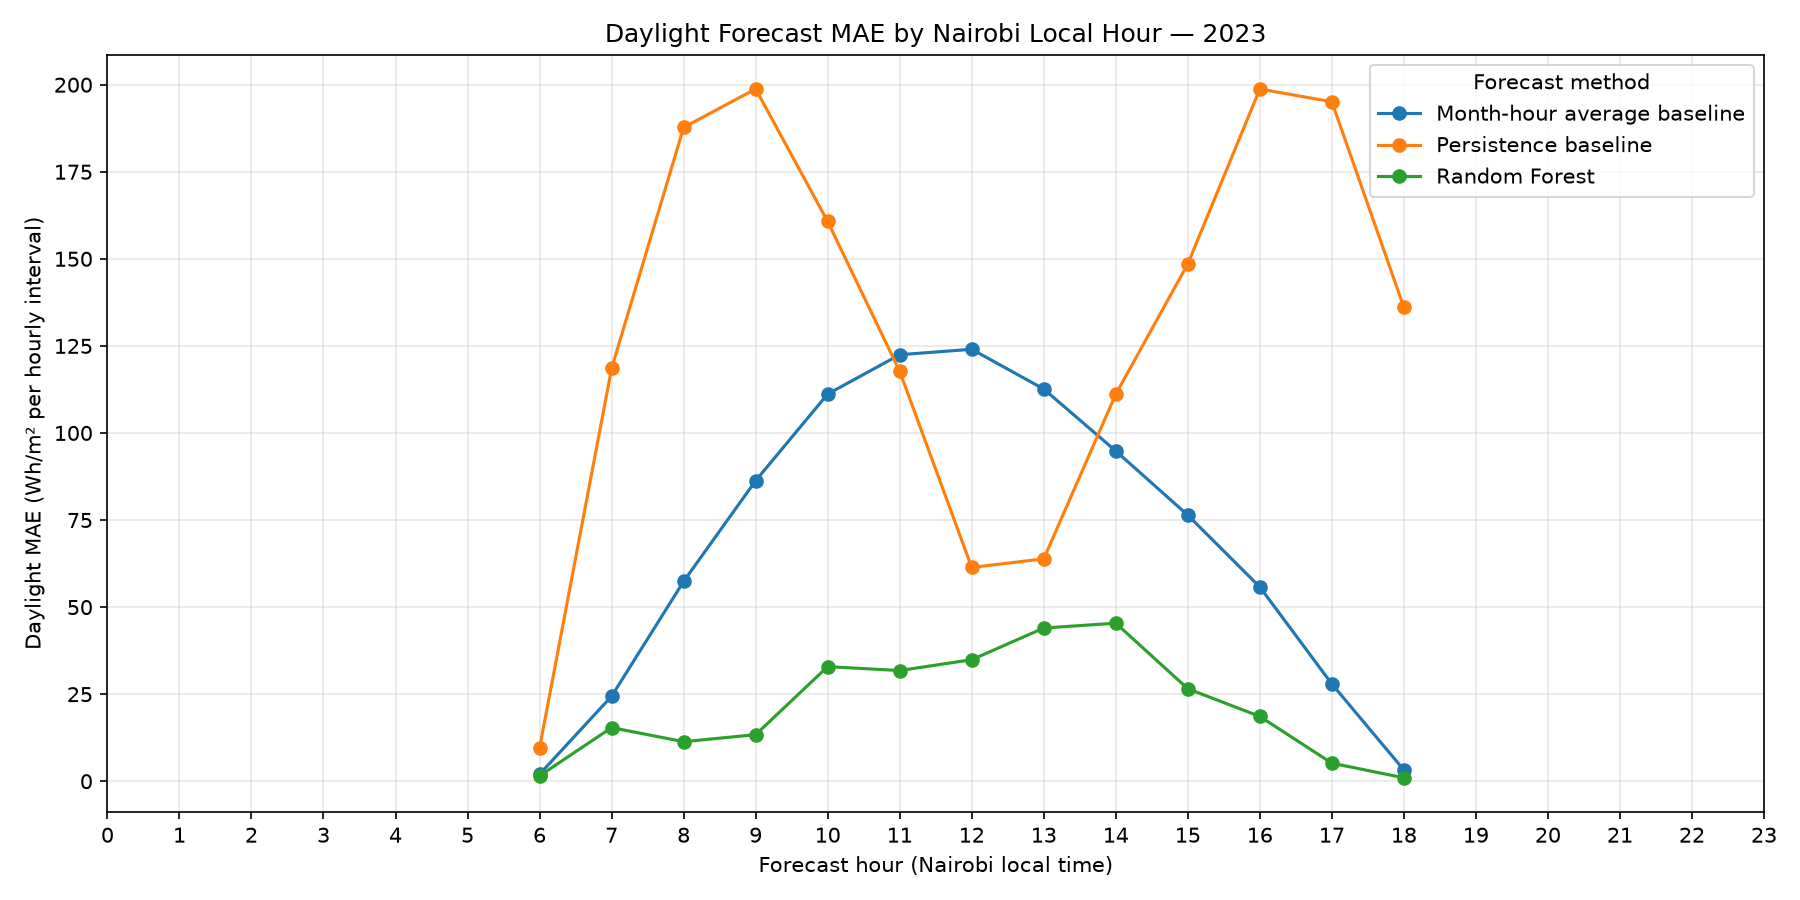 Daylight Forecast MAE by Nairobi Local Hour — 2023
Forecast method
Month-hour average baseline
Persistence baseline
Random Forest
Daylight MAE (Wh/m² per hourly interval)
200
175
150
125
100
75
50
25
0
0 1 2 3 4 5 6 7 8 9 10 11 12 13 14 15 16 17 18 19 20 21 22 23
Forecast hour (Nairobi local time)